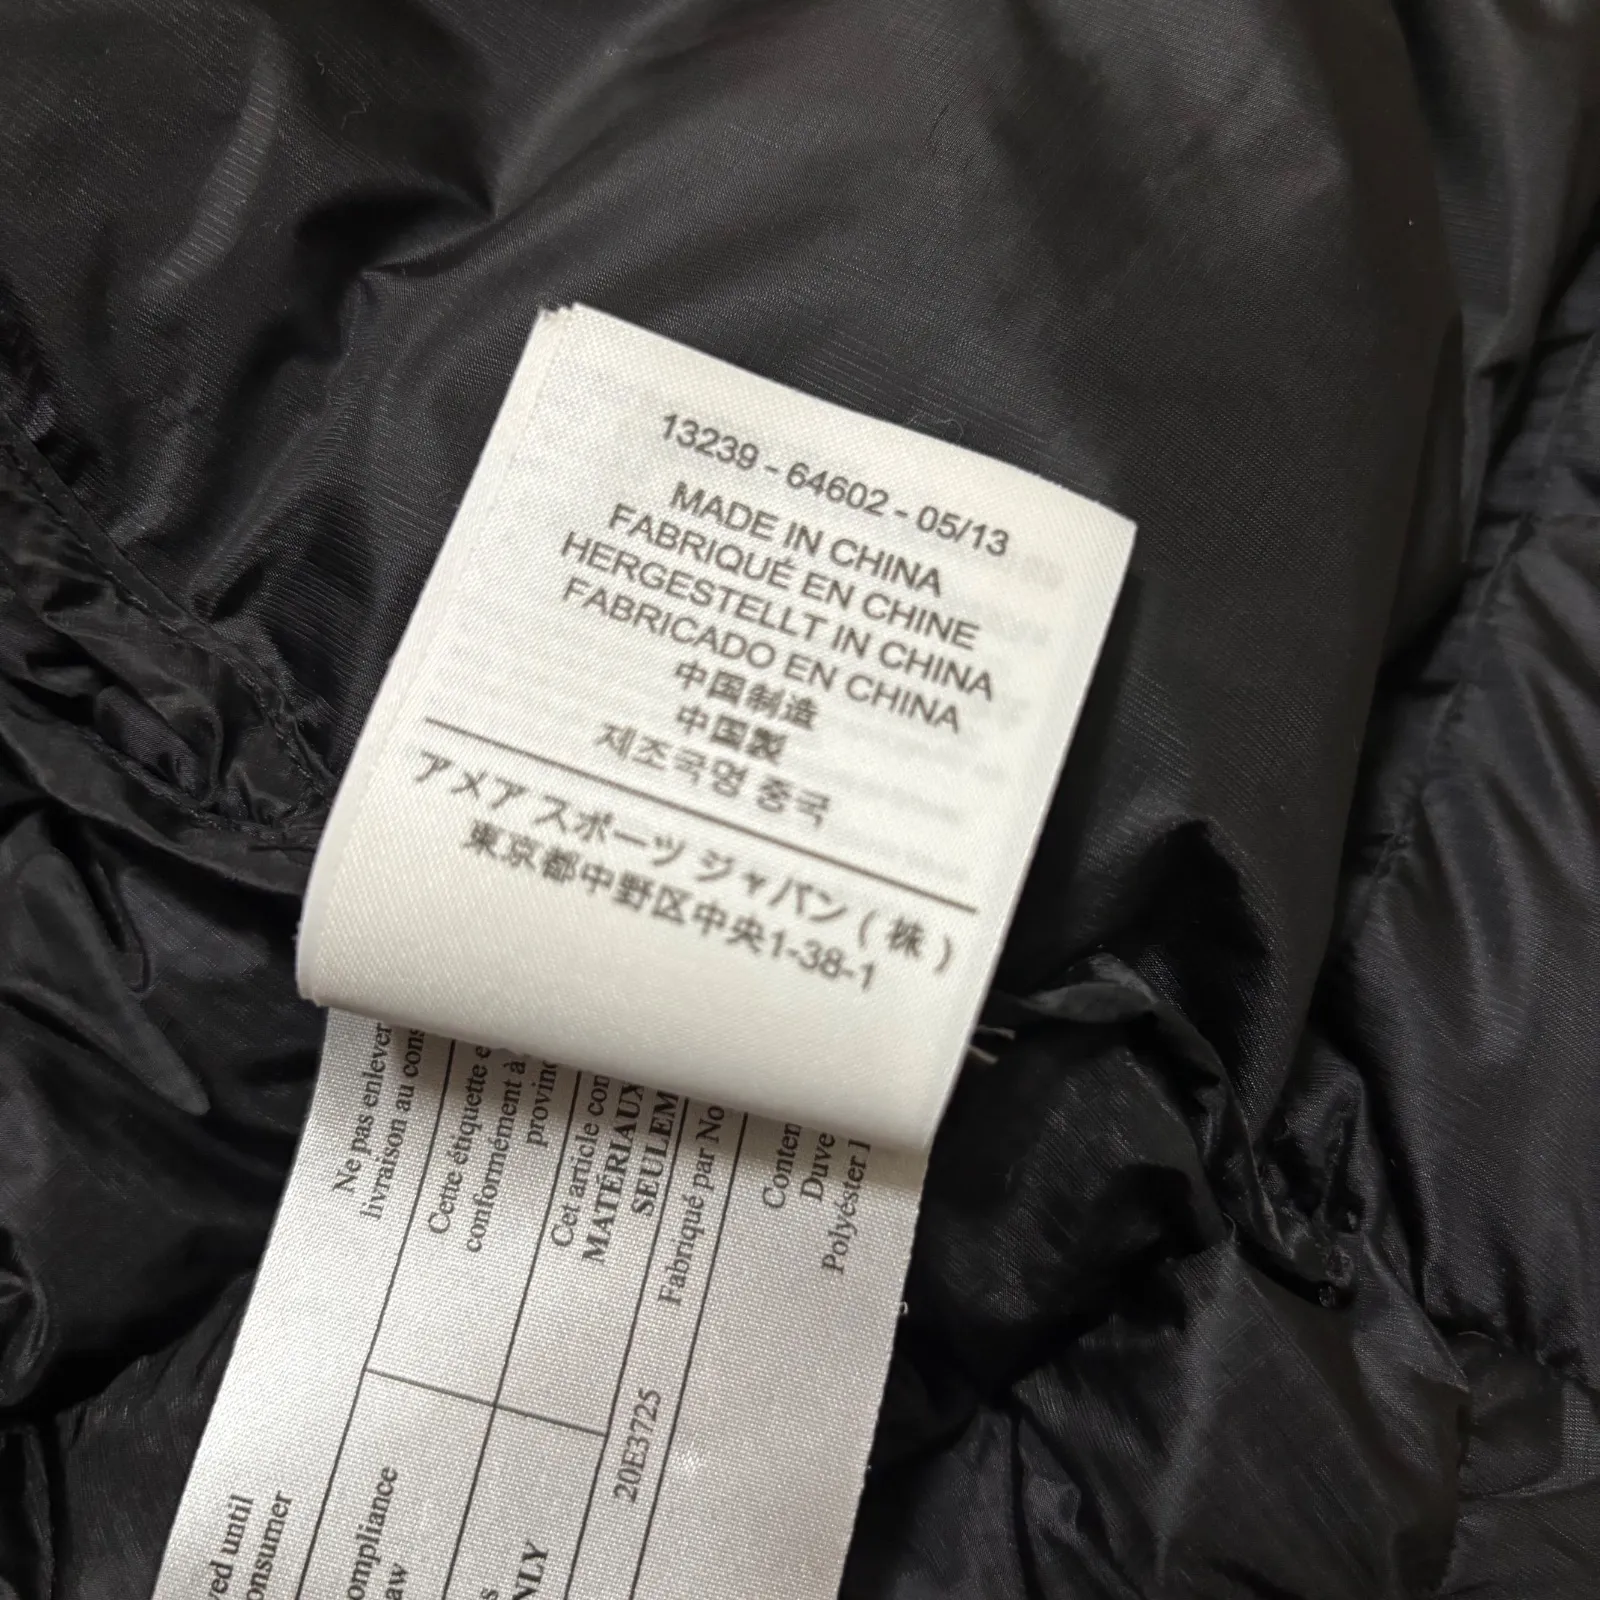 13239 - 64602 - 05/13
MADE IN CHINA
FABRIQUÉ EN CHINE
HERGESTELLT IN CHINA
FABRICADO EN CHINA
中国制造
中国製
제조국명 중국
アメア スポーツ ジャパン ( 株 )
東京都中野区中央1-38-1
Ne pas enlever
livraison au cons
Cette étiquette e
conformément à
provinc
Cet article con
MATÉRIAUX
SEULEM
Fabriqué par No
Conten
Duve
Polyéster 1
20E3725
ved until
onsumer
ompliance
aw
s
NLY